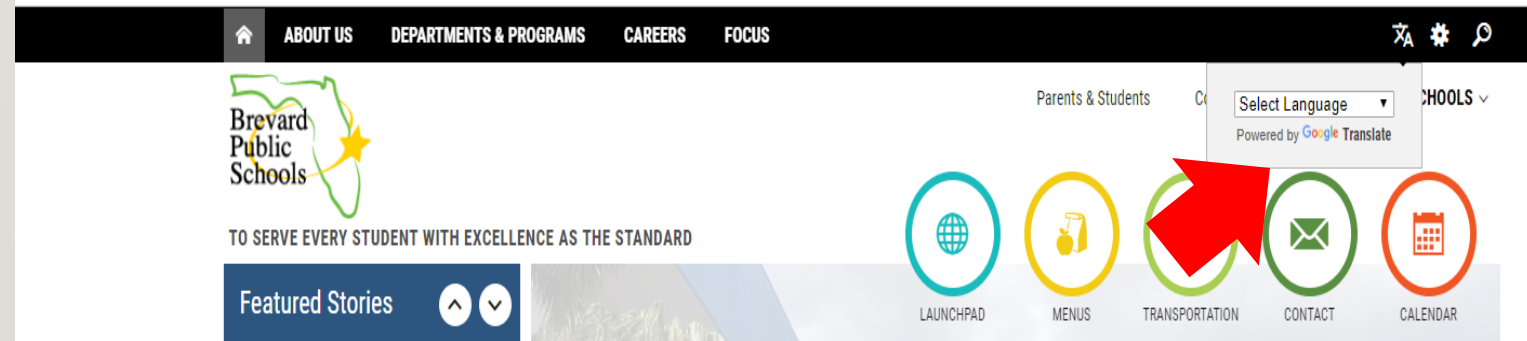 ABOUT US DEPARTMENTS & PROGRAMS CAREERS FOCUS
Parents & Students
Select Language
Powered by Google Translate
Brevard
Public
Schools
TO SERVE EVERY STUDENT WITH EXCELLENCE AS THE STANDARD
Featured Stories
LAUNCHPAD MENUS TRANSPORTATION CONTACT CALENDAR